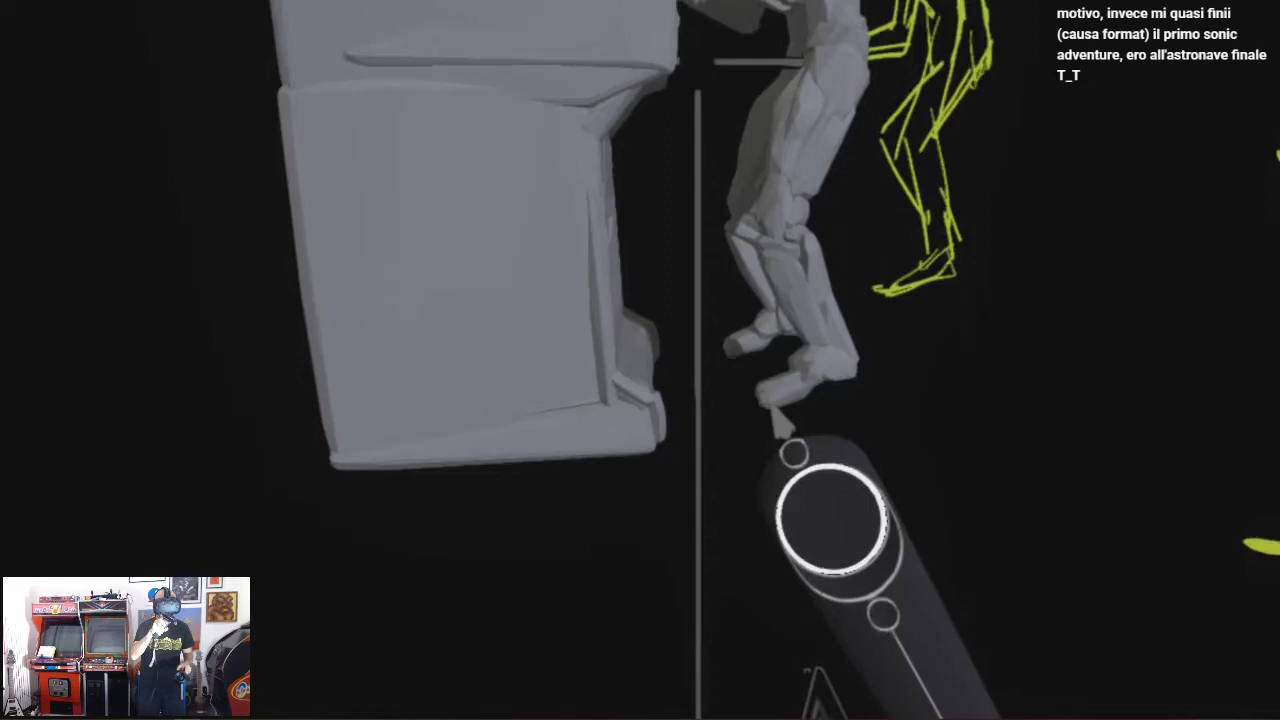 motivo, invece mi quasi finii
(causa format) il primo sonic
adventure, ero all'astronave finale
T_T